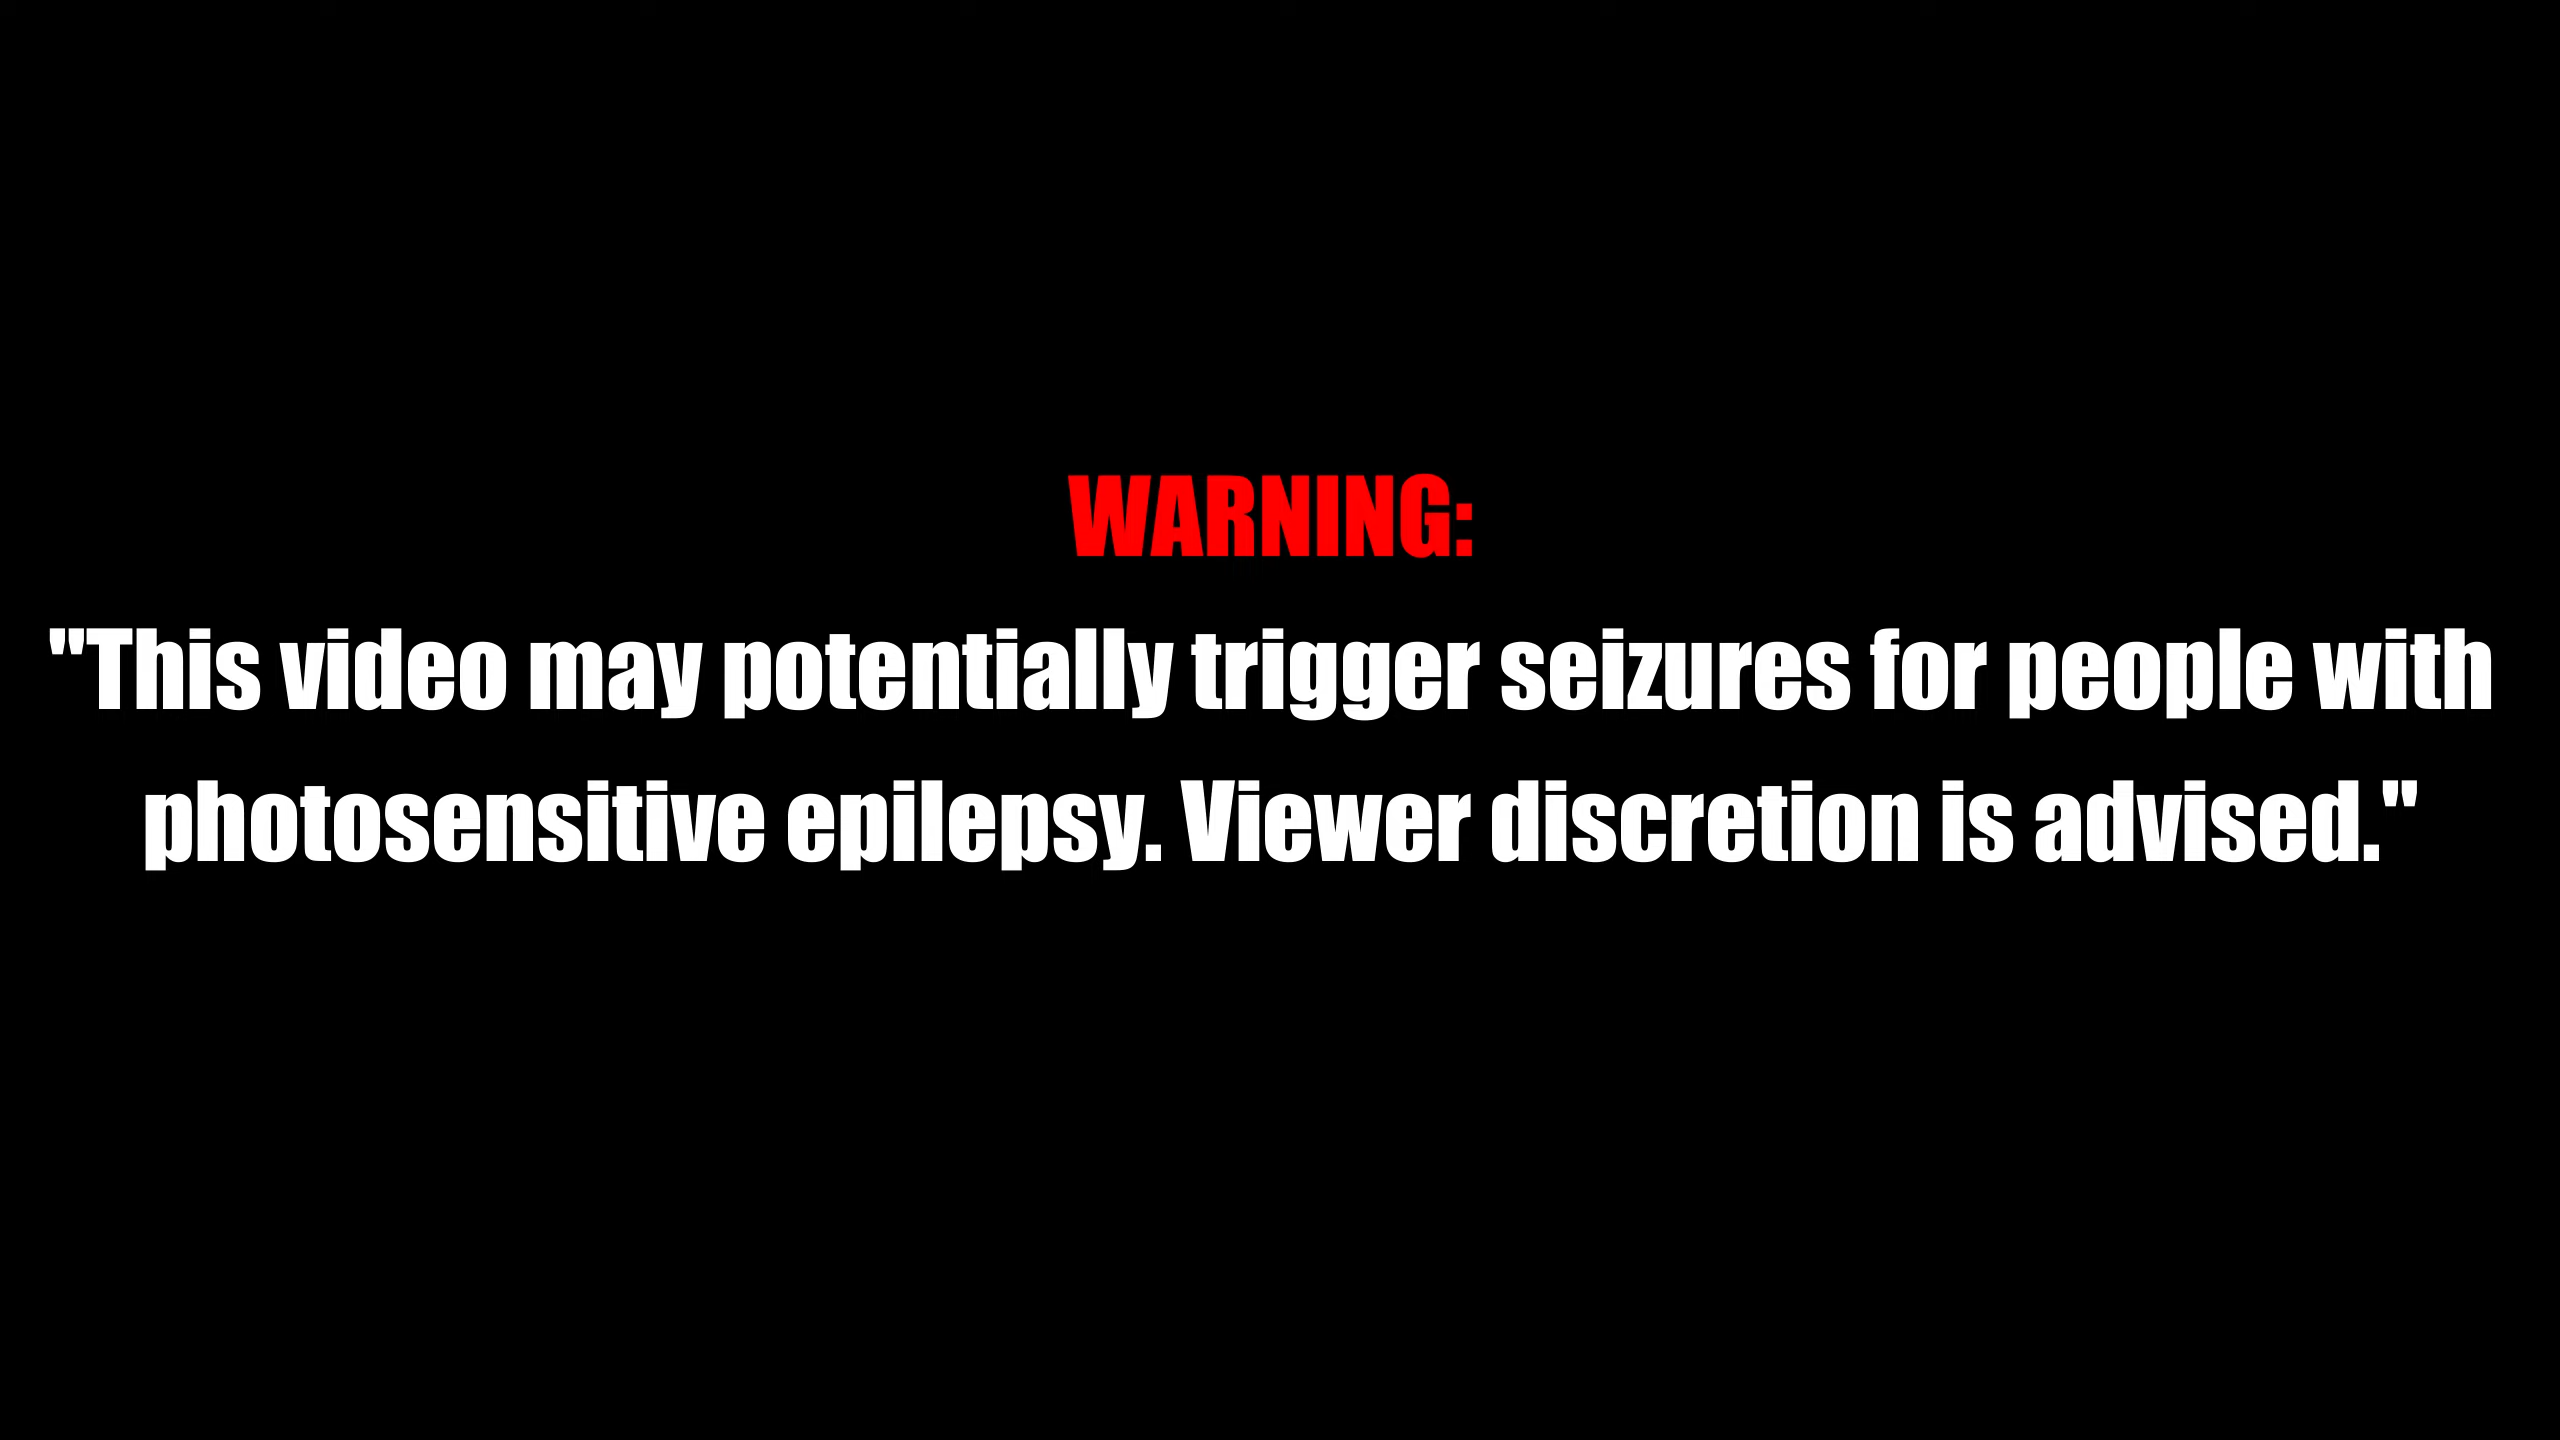 WARNING:
"This video may potentially trigger seizures for people with
photosensitive epilepsy. Viewer discretion is advised."